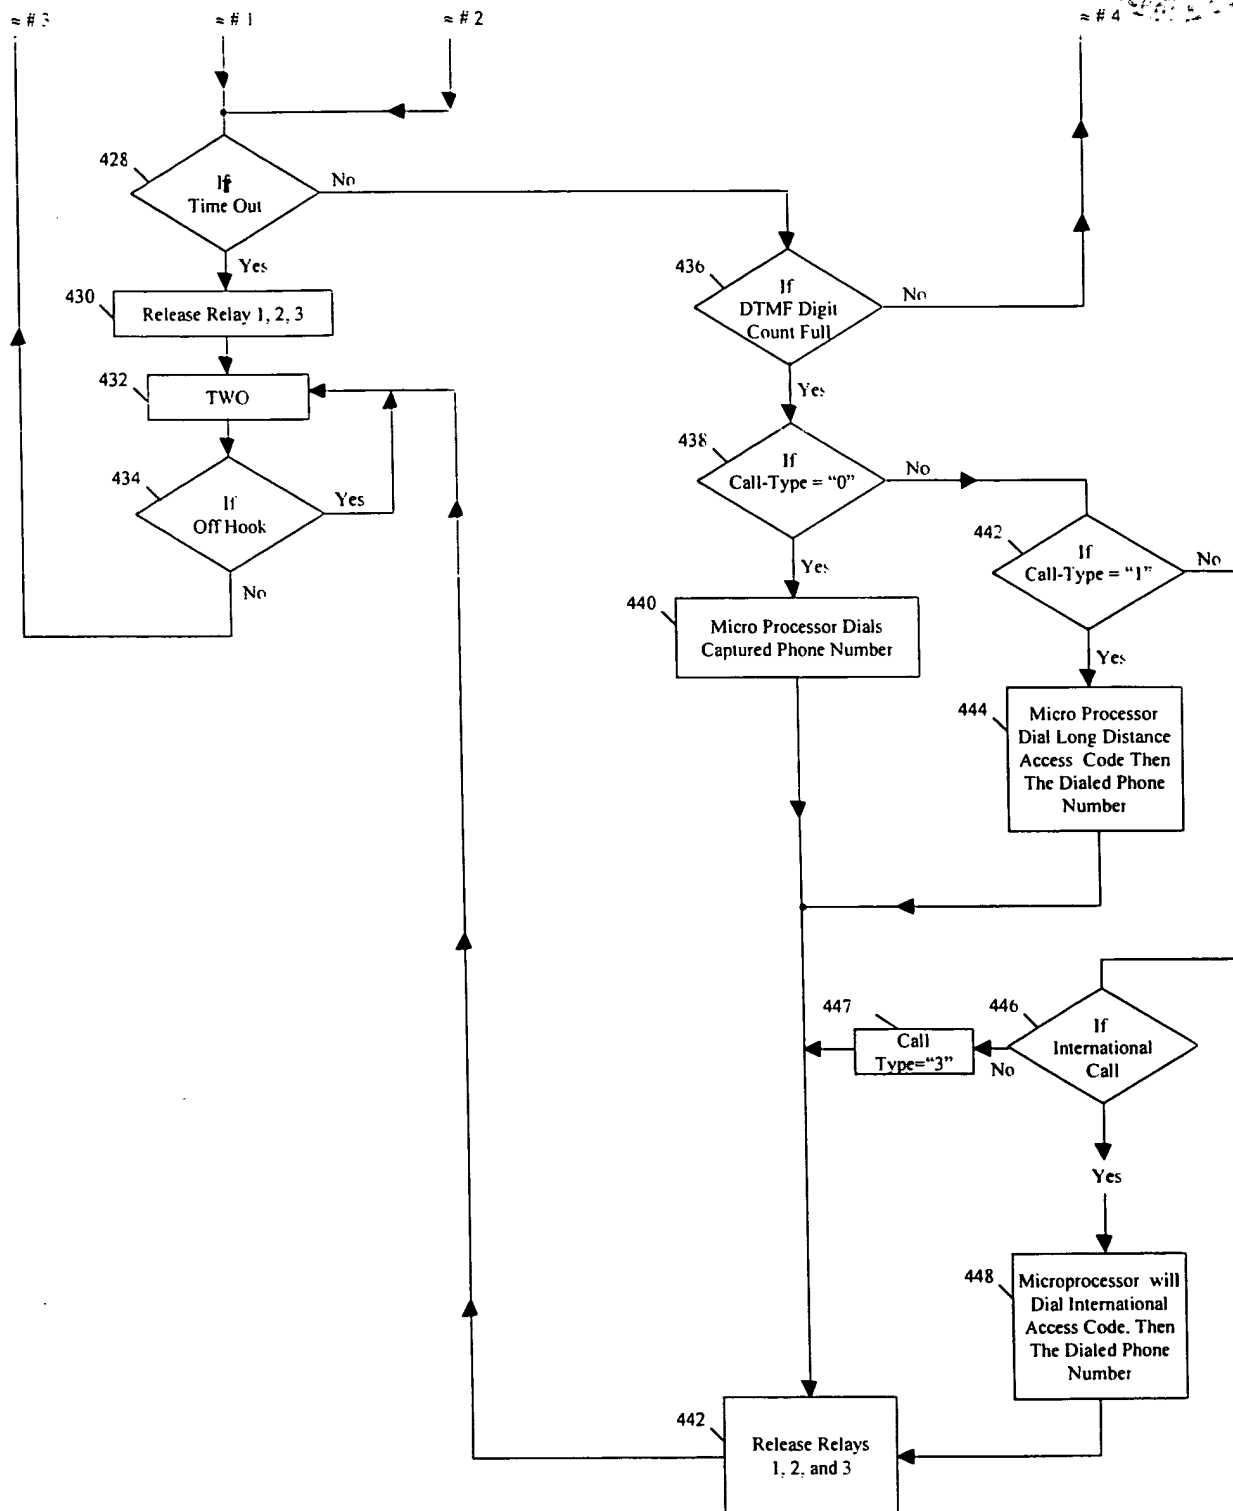 ≈ # 3
≈ # 1
≈ # 2
≈ # 4
428
If
Time Out
No
Yes
430
Release Relay 1, 2, 3
432
TWO
434
If
Off Hook
Yes
No
436
If
DTMF Digit
Count Full
No
Yes
438
If
Call-Type = “0”
No
Yes
440
Micro Processor Dials
Captured Phone Number
442
If
Call-Type = “1”
No
Yes
444
Micro Processor
Dial Long Distance
Access Code Then
The Dialed Phone
Number
446
If
International
Call
No
447
Call
Type=“3”
Yes
448
Microprocessor will
Dial International
Access Code. Then
The Dialed Phone
Number
442
Release Relays
1, 2, and 3